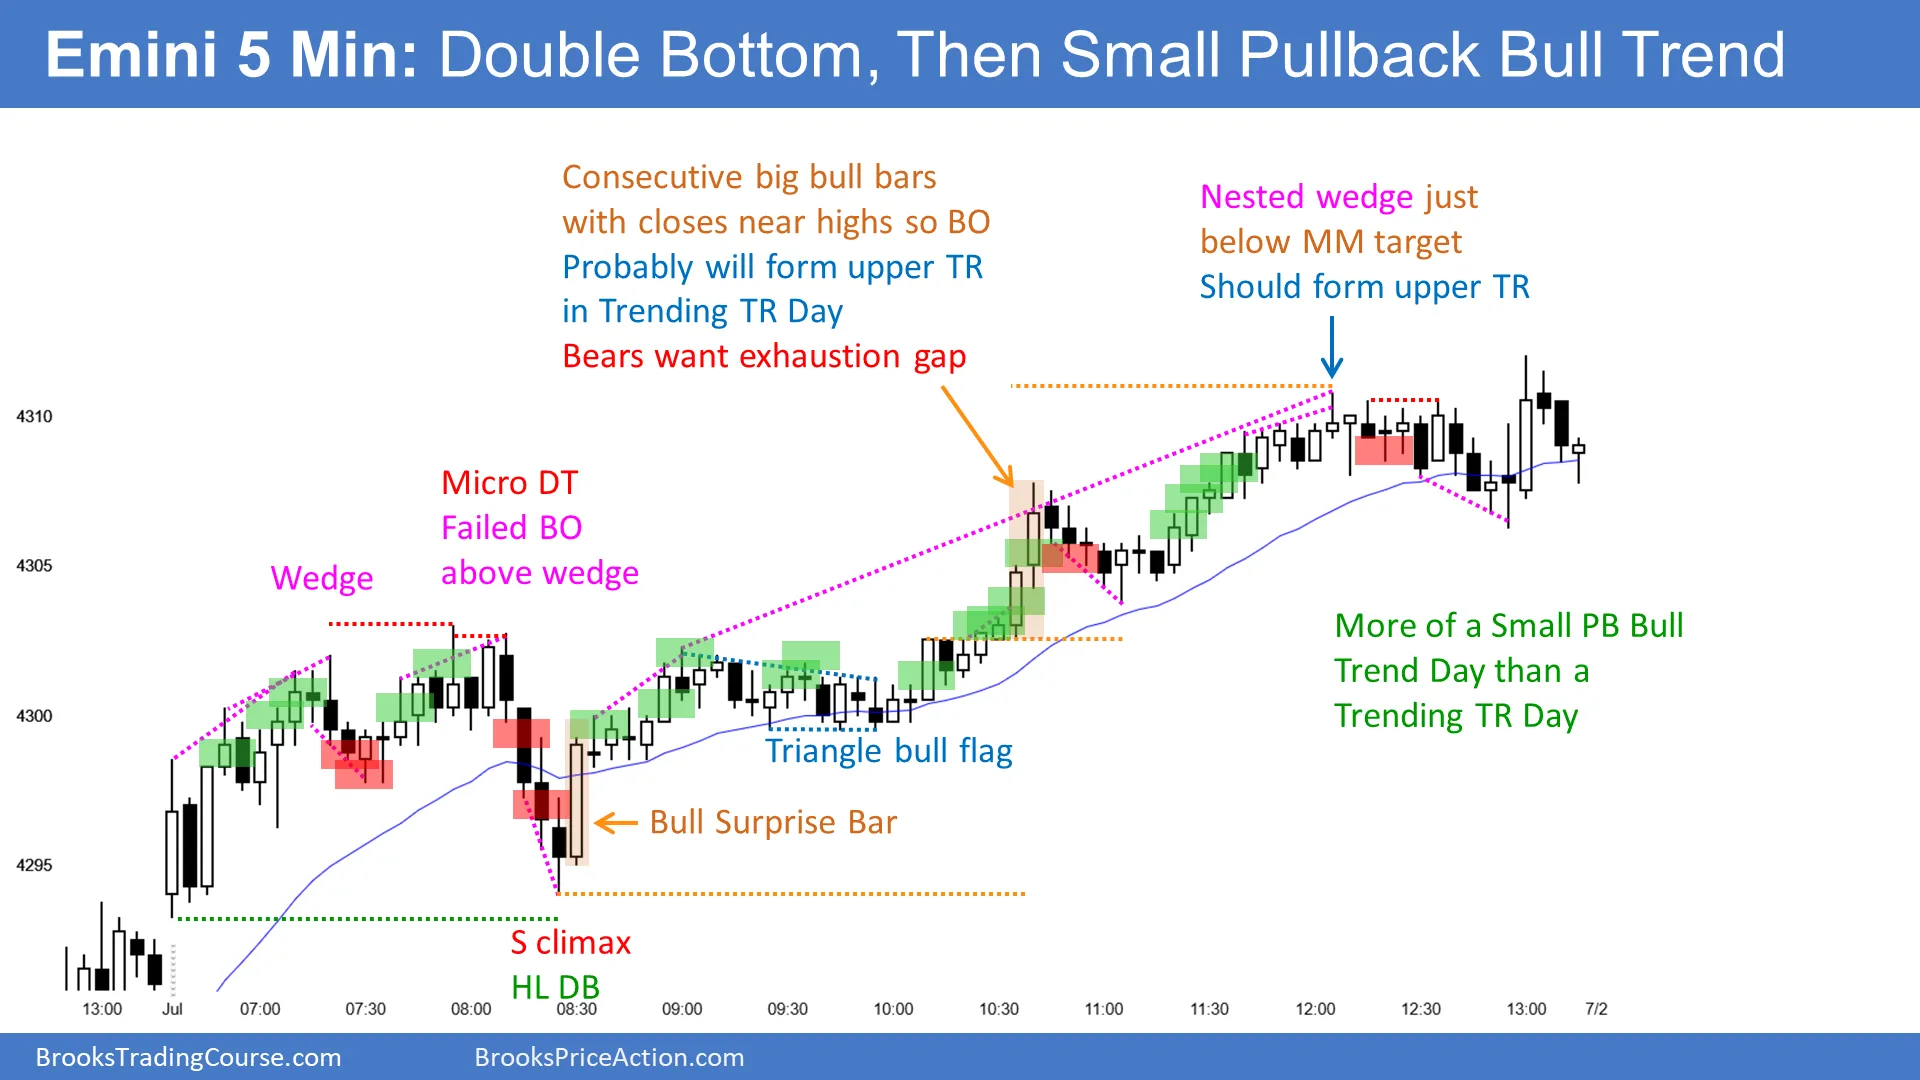 Emini 5 Min: Double Bottom, Then Small Pullback Bull Trend
Consecutive big bull bars
with closes near highs so BO
Probably will form upper TR
in Trending TR Day
Bears want exhaustion gap
Nested wedge just
below MM target
Should form upper TR
Micro DT
Failed BO
above wedge
Wedge
Triangle bull flag
Bull Surprise Bar
More of a Small PB Bull
Trend Day than a
Trending TR Day
S climax
HL DB
4310
4305
4300
4295
13:00 Jul 07:00 07:30 08:00 08:30 09:00 09:30 10:00 10:30 11:00 11:30 12:00 12:30 13:00 7/2
BrooksTradingCourse.com BrooksPriceAction.com